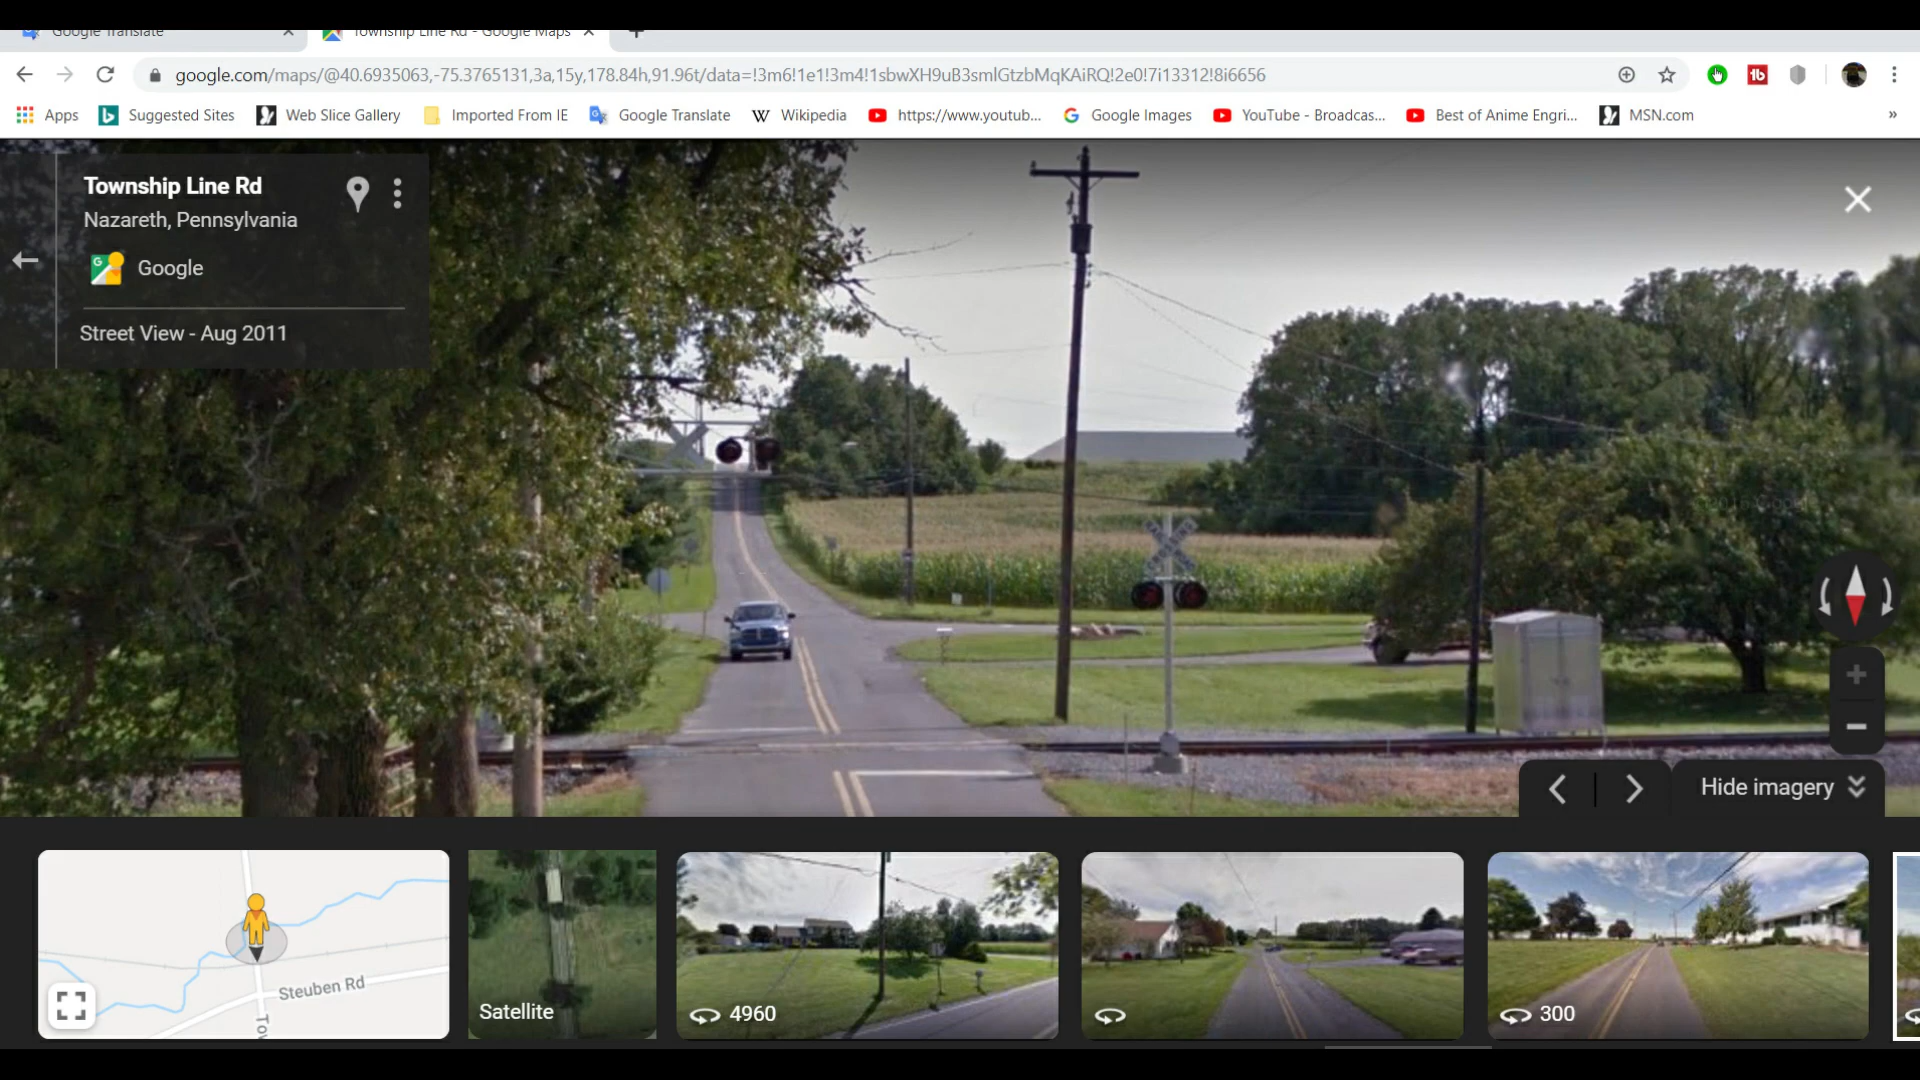 Google Translate
Township Line Rd - Google Maps
google.com/maps/@40.6935063,-75.3765131,3a,15y,178.84h,91.96t/data=!3m6!1e1!3m4!1sbwXH9uB3smlGtzbMqKAiRQ!2e0!7i13312!8i6656
Apps Suggested Sites Web Slice Gallery Imported From IE Google Translate Wikipedia https://www.youtub... Google Images YouTube - Broadcas... Best of Anime Engri... MSN.com »
Township Line Rd
Nazareth, Pennsylvania
Google
Street View - Aug 2011
Hide imagery
Steuben Rd
Satellite
4960
300